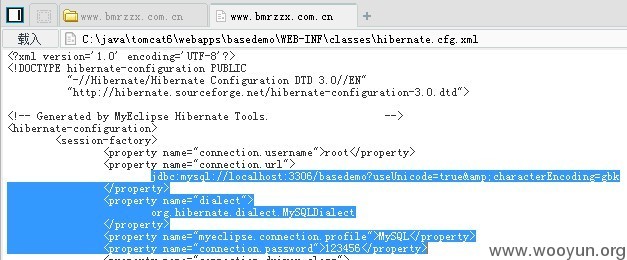 www.bmrzzx.com.cn
www.bmrzzx.com.cn
载入
C:\java\tomcat6\webapps\basedemo\WEB-INF\classes\hibernate.cfg.xml
<?xml version='1.0' encoding='UTF-8'?>
<!DOCTYPE hibernate-configuration PUBLIC
"-//Hibernate/Hibernate Configuration DTD 3.0//EN"
"http://hibernate.sourceforge.net/hibernate-configuration-3.0.dtd">
<!-- Generated by MyEclipse Hibernate Tools. -->
<hibernate-configuration>
<session-factory>
<property name="connection.username">root</property>
<property name="connection.url">
jdbc:mysql://localhost:3306/basedemo?useUnicode=true&amp;characterEncoding=gbk
</property>
<property name="dialect">
org.hibernate.dialect.MySQLDialect
</property>
<property name="myeclipse.connection.profile">MySQL</property>
<property name="connection.password">123456</property>
www.wooyun.org